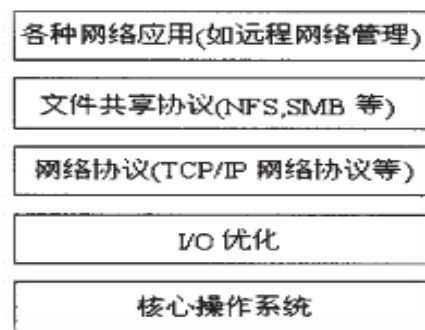 各种网络应用(如远程网络管理)
文件共享协议(NFS,SMB 等)
网络协议(TCP/IP 网络协议等)
I/O 优化
核心操作系统